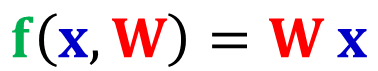 f(x, W) = W x